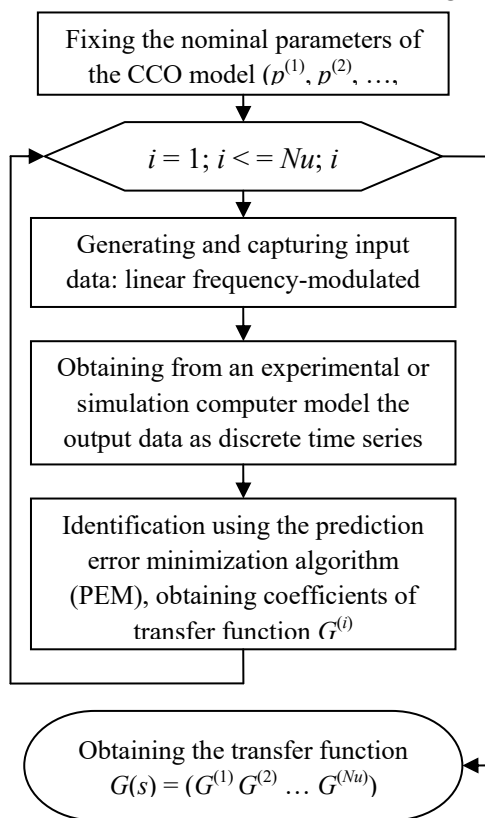 Fixing the nominal parameters of
the CCO model (p⁽¹⁾, p⁽²⁾, …,
i = 1; i < = Nu; i
Generating and capturing input
data: linear frequency-modulated
Obtaining from an experimental or
simulation computer model the
output data as discrete time series
Identification using the prediction
error minimization algorithm
(PEM), obtaining coefficients of
transfer function G⁽ⁱ⁾
Obtaining the transfer function
G(s) = (G⁽¹⁾ G⁽²⁾ … G⁽ᴺᵘ⁾)